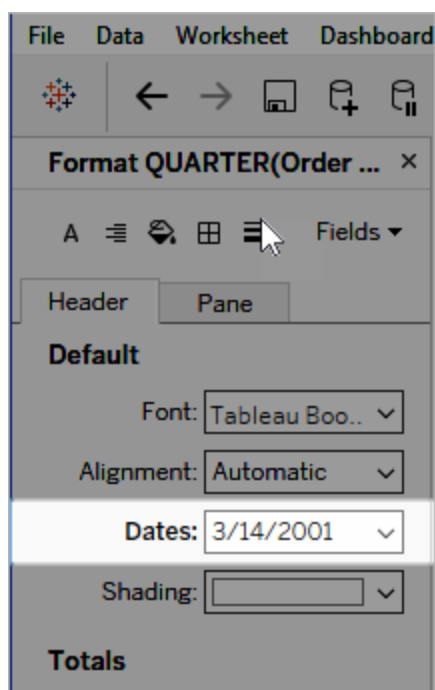 File Data Worksheet Dashboard
Format QUARTER(Order ... ×
A Fields
Header Pane
Default
Font: Tableau Boo..
Alignment: Automatic
Dates: 3/14/2001
Shading:
Totals